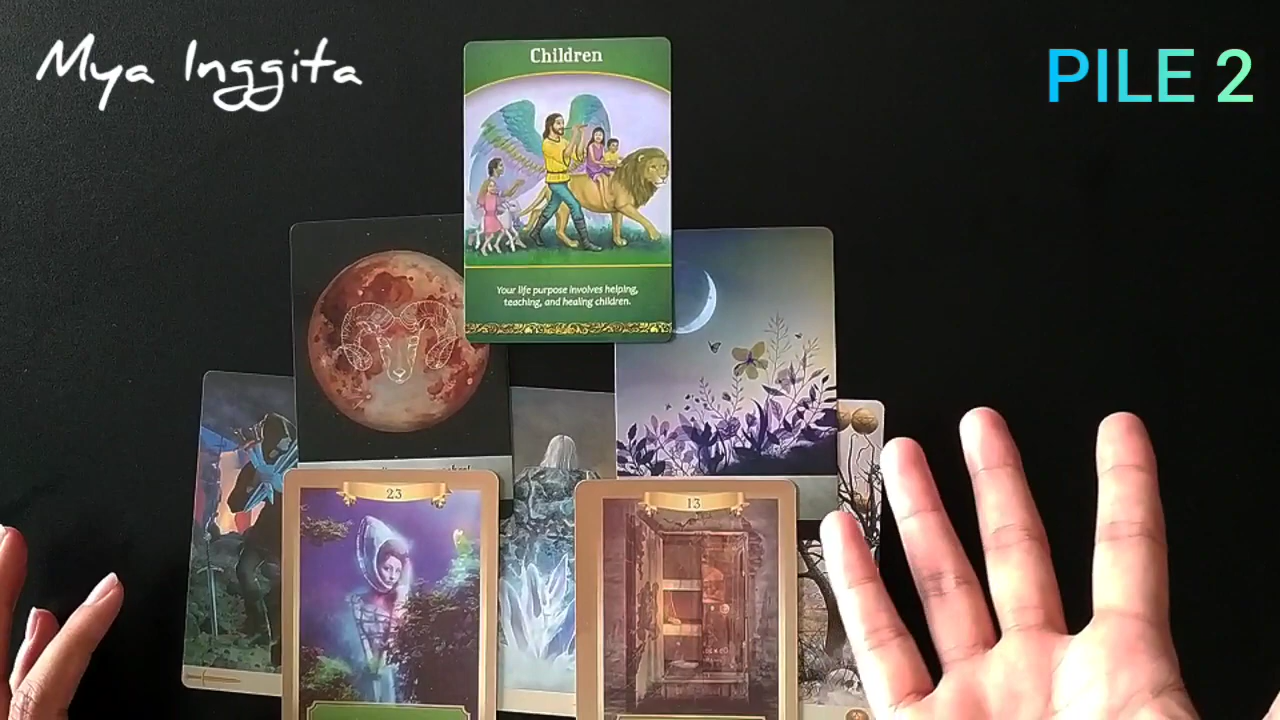 Mya Inggita
PILE 2
Children
Your life purpose involves helping,
teaching, and healing children.
23
13